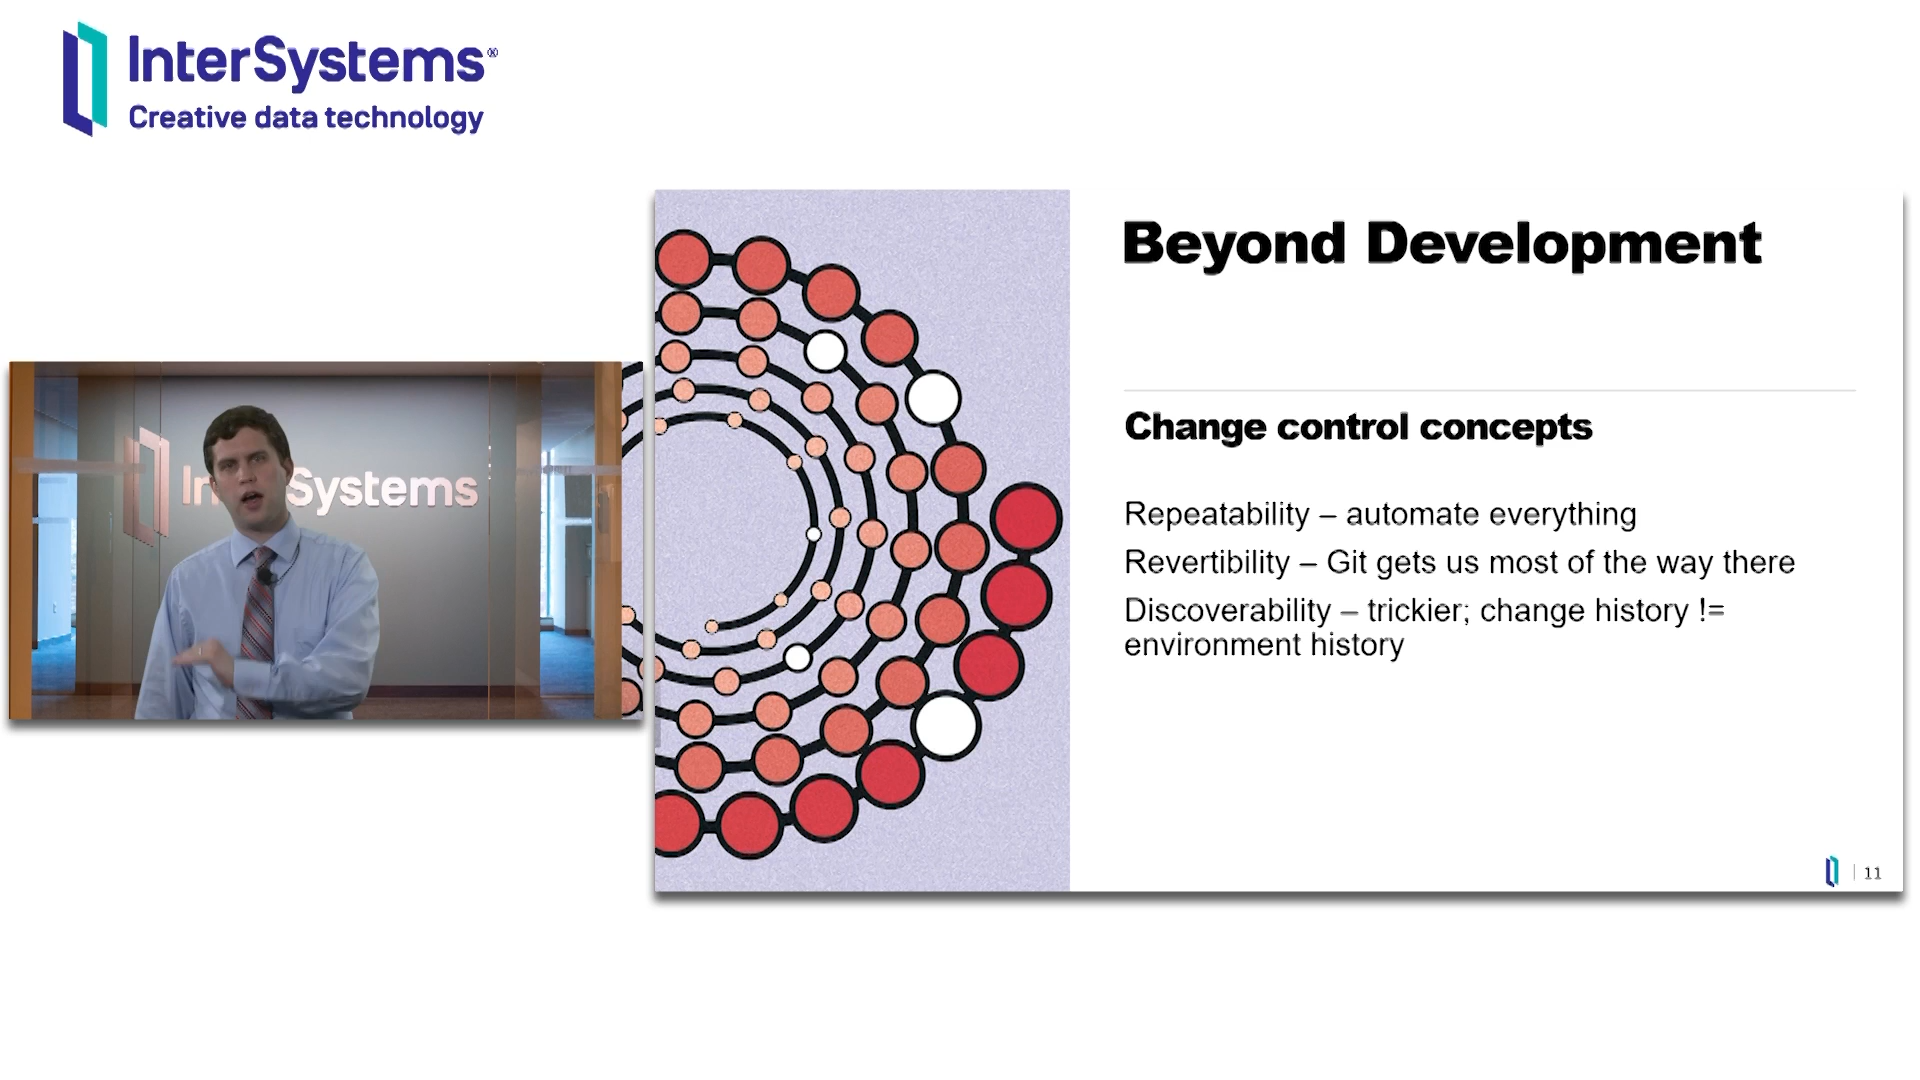 InterSystems®
Creative data technology
InterSystems
Beyond Development
Change control concepts
Repeatability – automate everything
Revertibility – Git gets us most of the way there
Discoverability – trickier; change history !=
environment history
11